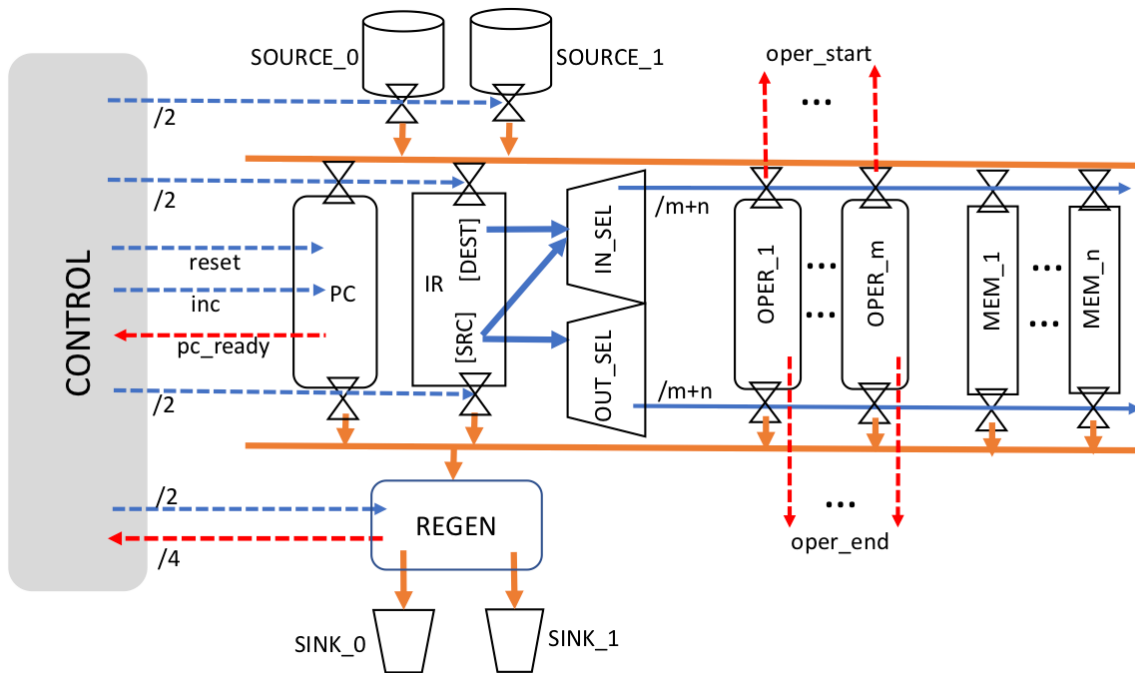 SOURCE_0
SOURCE_1
oper_start
...
/2
/2
/m+n
reset
inc
pc_ready
CONTROL
PC
IR
[DEST]
[SRC]
IN_SEL
OUT_SEL
OPER_1
...
...
OPER_m
MEM_1
...
...
MEM_n
/2
/m+n
/2
REGEN
/4
...
oper_end
SINK_0
SINK_1